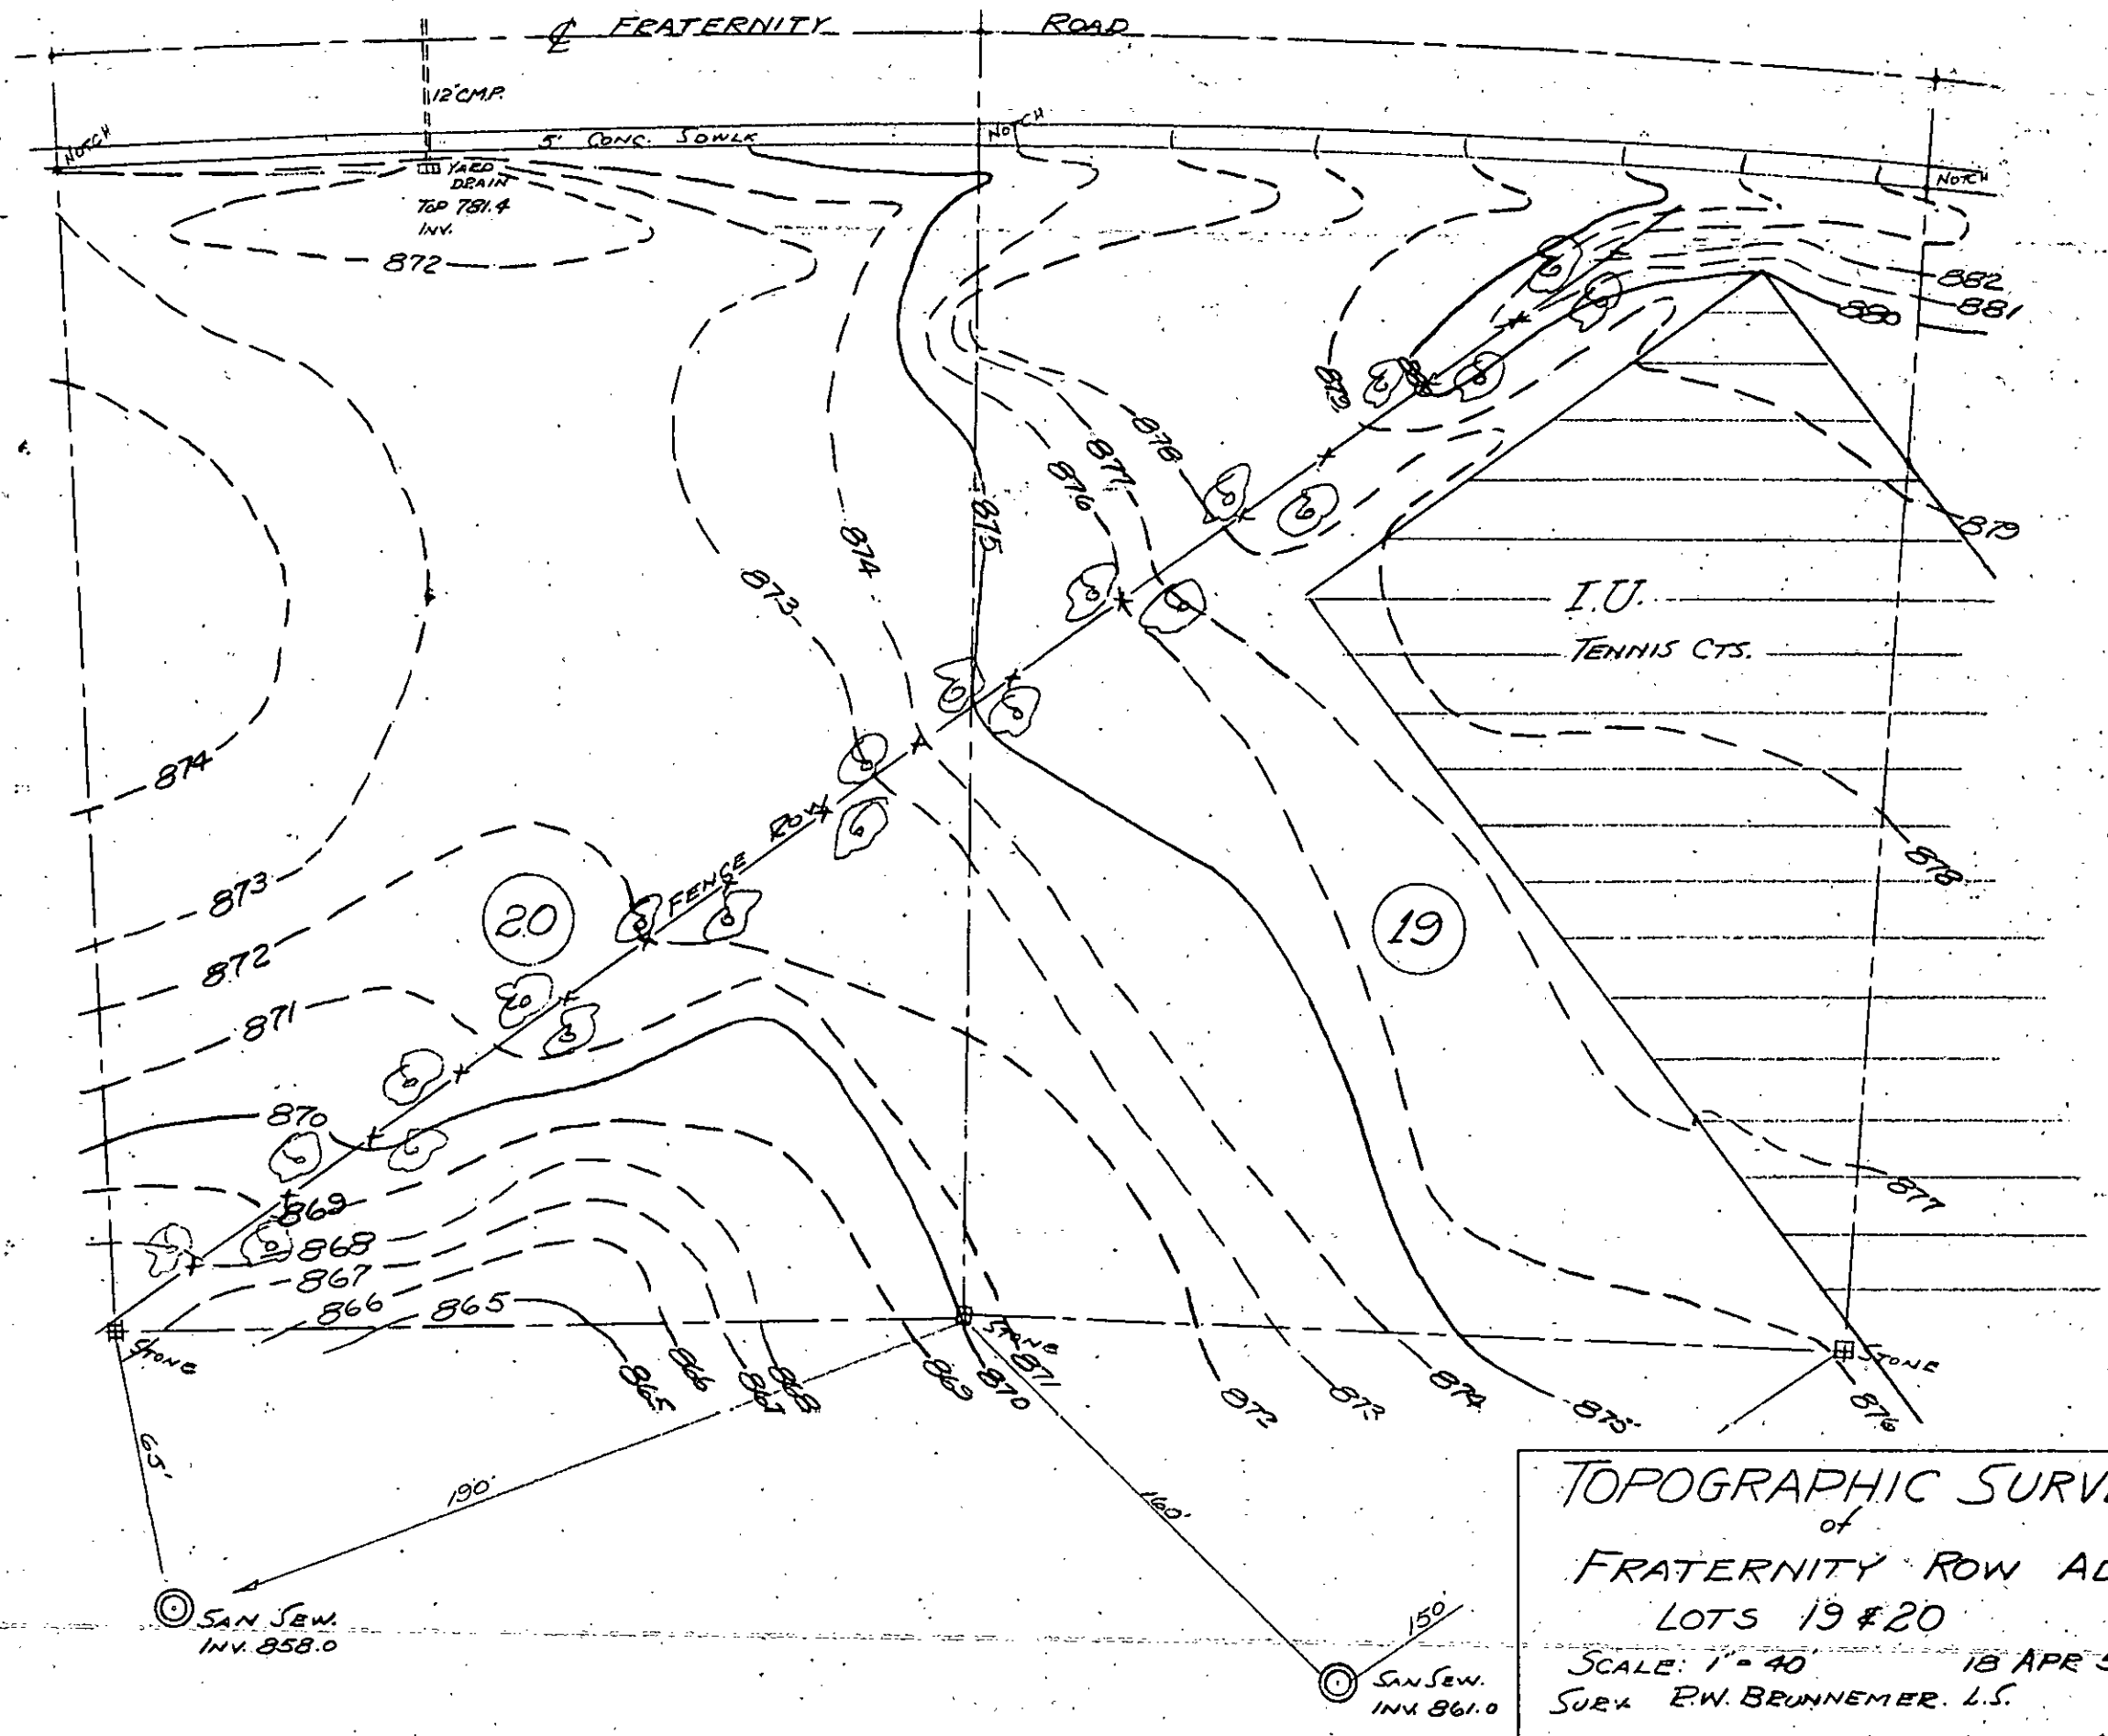 ℄ FRATERNITY ROAD
12" CMP.
NOTCH
5' CONC. SDWLK
NOTCH
NOTCH
YARD
DRAIN
TOP 781.4
INV.
872
882
881
880
879
879
878
877
876
875
874
873
I.U.
TENNIS CTS.
874
873
872
871
870
869
868
867
866
865
20
FENCE ROW
19
878
877
STONE
STONE
STONE
865
866
867
868
869
870
871
872
873
874
875
876
65'
190'
160'
150'
SAN SEW.
INV. 858.0
SAN SEW.
INV. 861.0
TOPOGRAPHIC SURVE
of
FRATERNITY ROW AD
LOTS 19 & 20
SCALE: 1" = 40' 18 APR 5
SURV. R.W. BRUNNEMER. L.S.